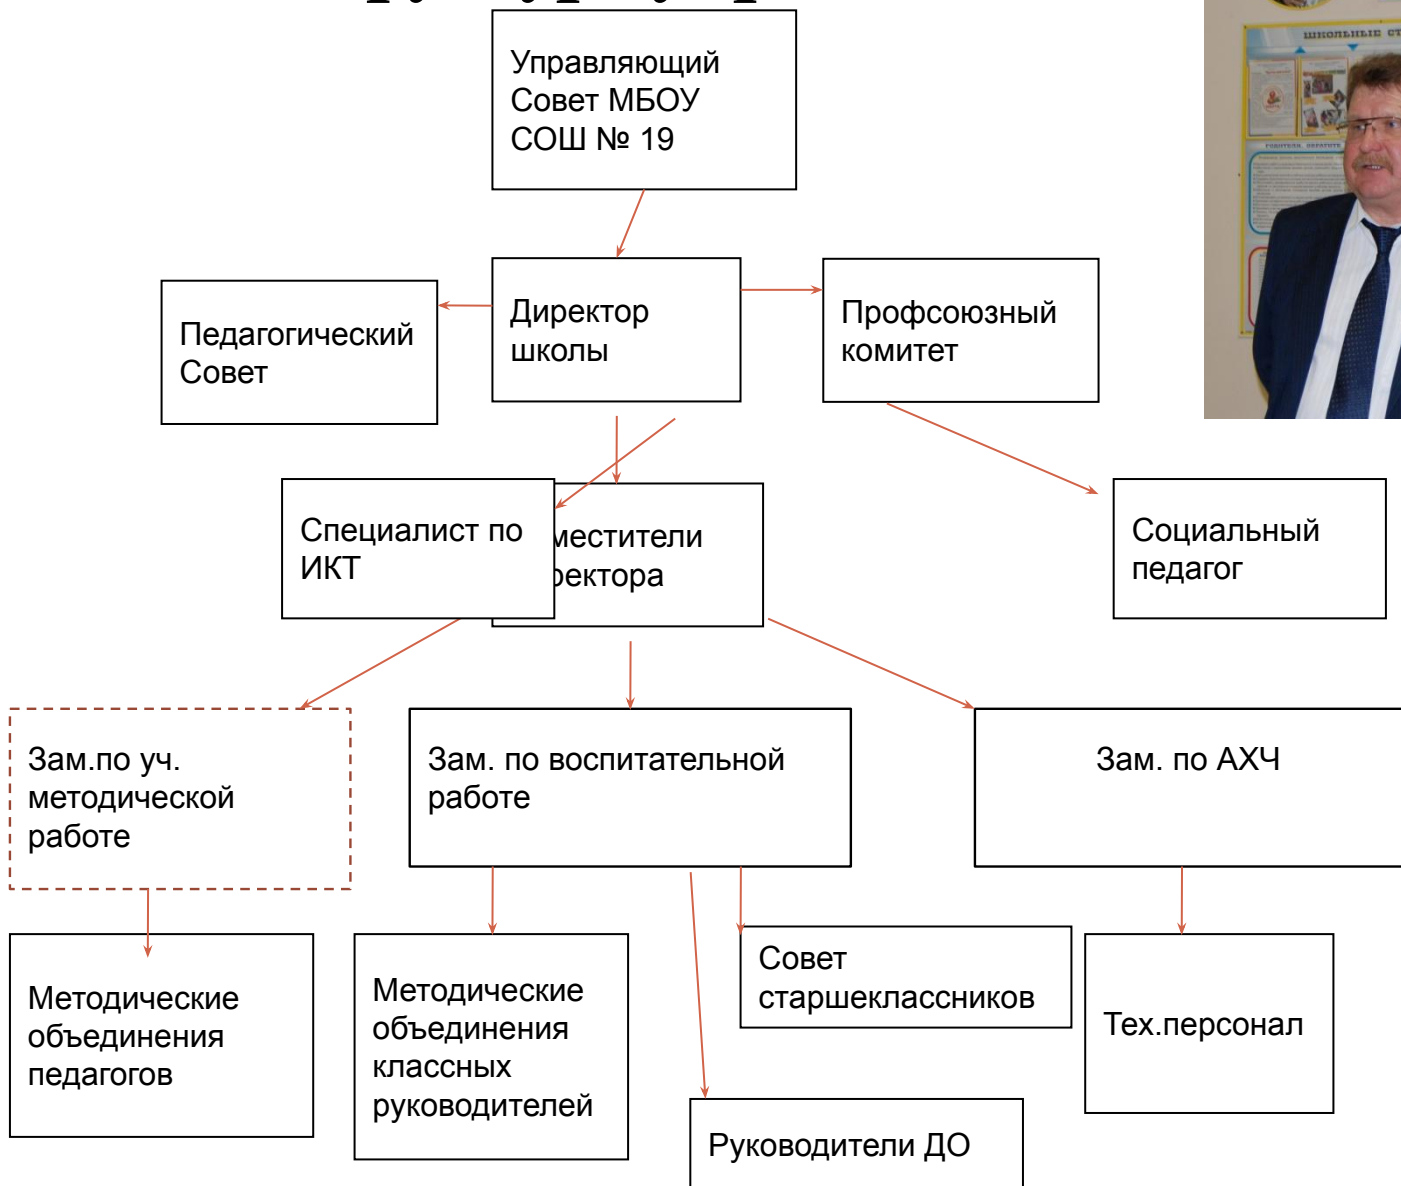 Управляющий
Совет МБОУ
СОШ № 19
Директор
школы
Педагогический
Совет
Профсоюзный
комитет
Специалист по
ИКТ
местители
ректора
Социальный
педагог
Зам.по уч.
методической
работе
Зам. по воспитательной
работе
Зам. по АХЧ
Методические
объединения
педагогов
Методические
объединения
классных
руководителей
Совет
старшеклассников
Руководители ДО
Тех.персонал
ШКОЛЬНЫЕ СТ